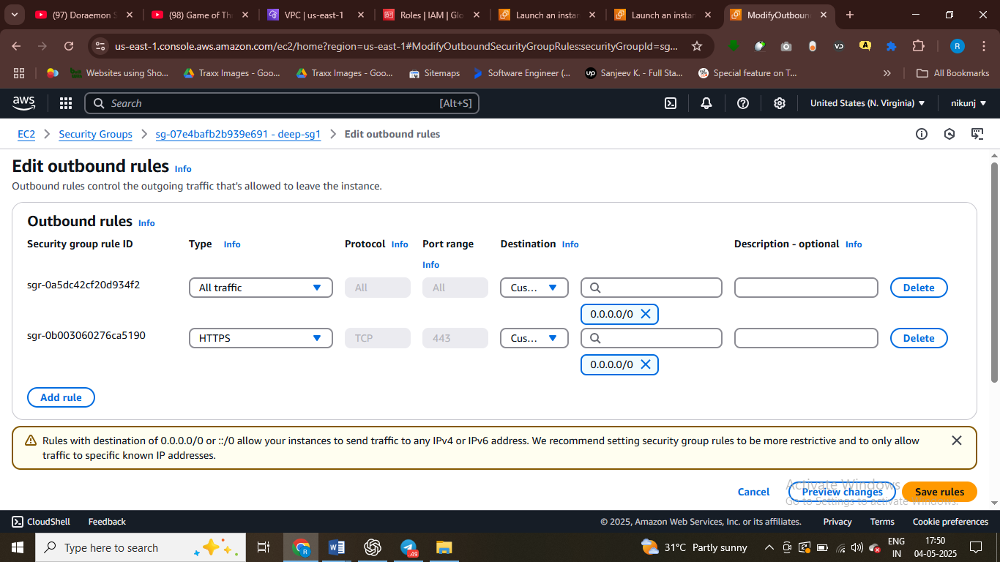 (97) Doraemon S
(98) Game of Th
VPC | us-east-1
Roles | IAM | Glo
Launch an instan
Launch an instan
ModifyOutboun
us-east-1.console.aws.amazon.com/ec2/home?region=us-east-1#ModifyOutboundSecurityGroupRules:securityGroupId=sg...
R
Websites using Sho...
Traxx Images - Goo...
Traxx Images - Goo...
Sitemaps
Software Engineer (...
up
Sanjeev K. - Full Sta...
Special feature on T...
All Bookmarks
aws
Search
[Alt+S]
United States (N. Virginia)
nikunj
EC2
Security Groups
sg-07e4bafb2b939e691 - deep-sg1
Edit outbound rules
Edit outbound rules Info
Outbound rules control the outgoing traffic that's allowed to leave the instance.
Outbound rules Info
Security group rule ID
Type Info
Protocol Info
Port range
Info
Destination Info
Description - optional Info
sgr-0a5dc42cf20d934f2
All traffic
All
All
Cus...
Delete
0.0.0.0/0
sgr-0b003060276ca5190
HTTPS
TCP
443
Cus...
Delete
0.0.0.0/0
Add rule
Rules with destination of 0.0.0.0/0 or ::/0 allow your instances to send traffic to any IPv4 or IPv6 address. We recommend setting security group rules to be more restrictive and to only allow
traffic to specific known IP addresses.
Cancel
Preview changes
Save rules
Activate Windows
Go to Settings to activate Windows.
CloudShell
Feedback
© 2025, Amazon Web Services, Inc. or its affiliates.
Privacy
Terms
Cookie preferences
Type here to search
49
31°C Partly sunny
ENG
IN
17:50
04-05-2025